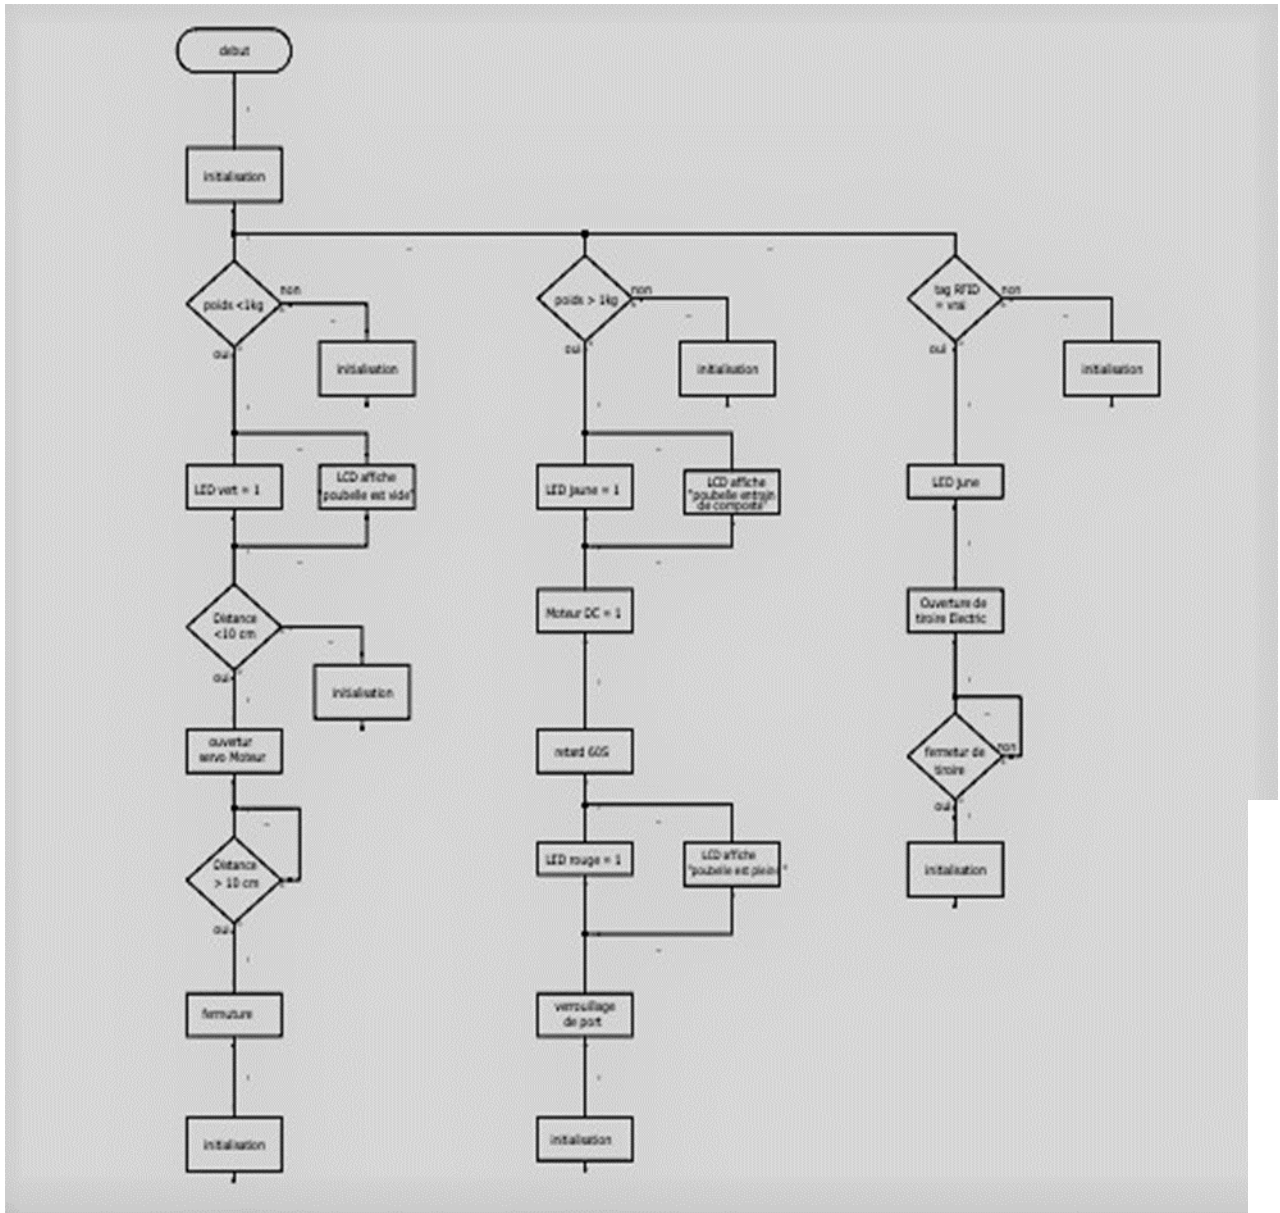 debut
initialisation
poids <1kg
non
oui
initialisation
LED vert = 1
LCD affiche
"poubelle est vide"
Distance
<10 cm
oui
initialisation
ouvertur
servo Moteur
Distance
> 10 cm
oui
fermuture
initialisation
poids > 1kg
non
oui
initialisation
LED jaune = 1
LCD affiche
"poubelle entrain
de composte"
Moteur DC = 1
retard 60S
LED rouge = 1
LCD affiche
"poubelle est pleine"
verrouillage
de port
initialisation
tag RFID
= vrai
non
oui
initialisation
LED june
Ouverture de
tiroire Electric
fermetur de
tiroire
non
oui
initialisation